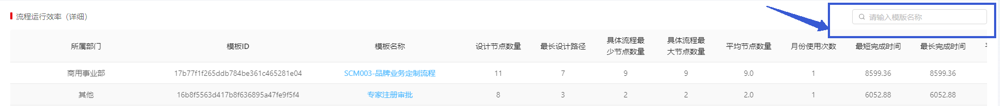 流程运行效率（详细）
请输入模版名称
所属部门 模板ID 模板名称 设计节点数量 最长设计路径 具体流程最少节点数量 具体流程最大节点数量 平均节点数量 月份使用次数 最短完成时间 最长完成时间
商用事业部 17b77f1f265ddb784be361c465281e04 SCM003-品牌业务定制流程 11 7 9 9 9.0 1 8599.36 8599.36
其他 16b8f5563d417b8f636895a47fe9f5f4 专家注册审批 8 3 2 2 2.0 1 6052.88 6052.88